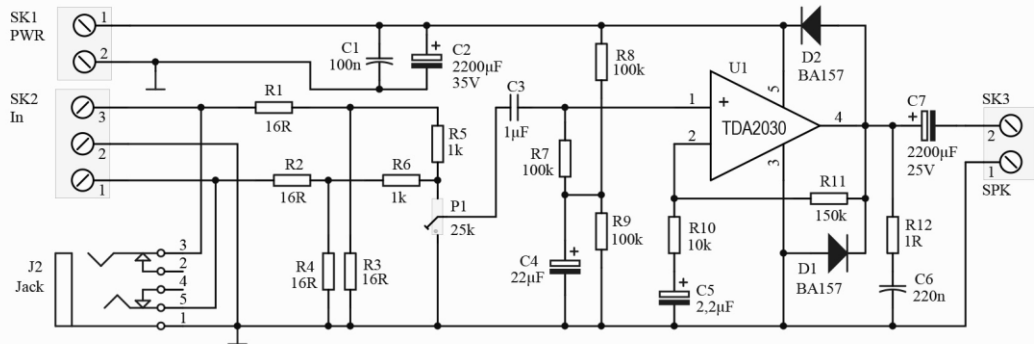 SK1
PWR
1
2
C1
100n
C2
2200µF
35V
R8
100k
D2
BA157
U1
TDA2030
1
2
3
4
5
SK2
In
3
2
1
R1
16R
R2
16R
R5
1k
R6
1k
C3
1µF
P1
25k
R7
100k
R9
100k
R10
10k
R11
150k
C7
2200µF
25V
SK3
2
1
SPK
R12
1R
C6
220n
D1
BA157
C5
2,2µF
C4
22µF
R4
16R
R3
16R
J2
Jack
3
2
4
5
1